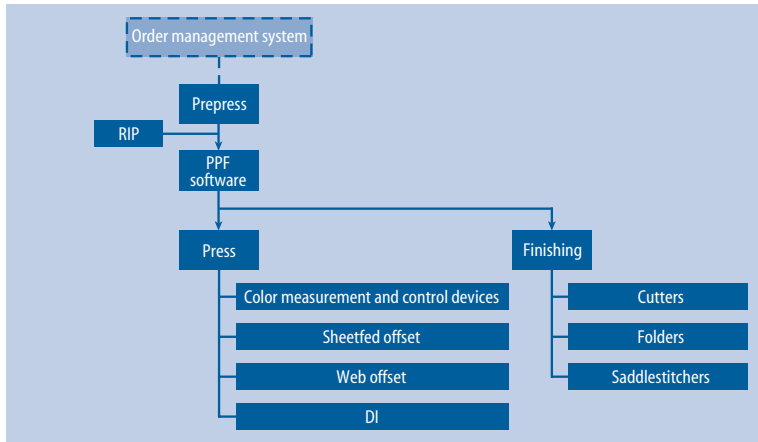 Order management system
Prepress
RIP
PPF
software
Press
Finishing
Color measurement and control devices
Cutters
Sheetfed offset
Folders
Web offset
Saddlestitchers
DI